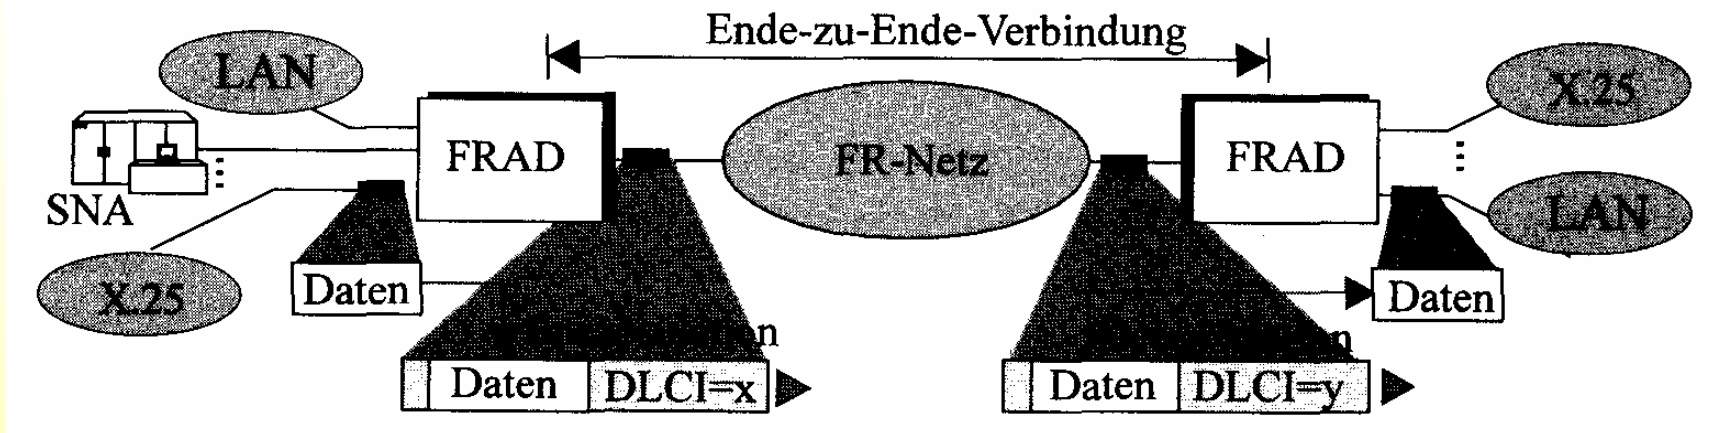 Ende-zu-Ende-Verbindung
LAN
X.25
FRAD
FR-Netz
FRAD
SNA
LAN
X.25
Daten
Daten
Daten
DLCI=x
Daten
DLCI=y